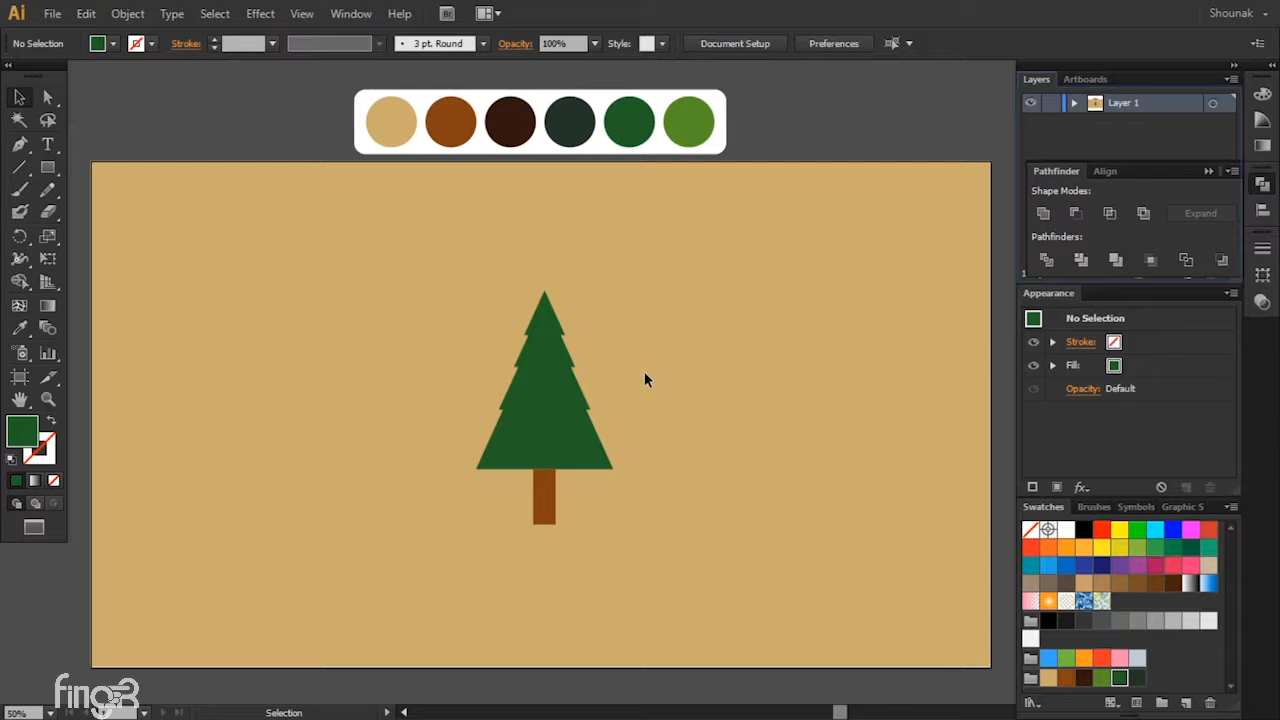 Ai File Edit Object Type Select Effect View Window Help Br Shounak
No Selection Stroke: 3 pt. Round Opacity: 100% Style: Document Setup Preferences
Layers Artboards
Layer 1
Pathfinder Align
Shape Modes:
Expand
Pathfinders:
Appearance
No Selection
Stroke:
Fill:
Opacity: Default
fx
Swatches Brushes Symbols Graphic S
fing3
50% Selection